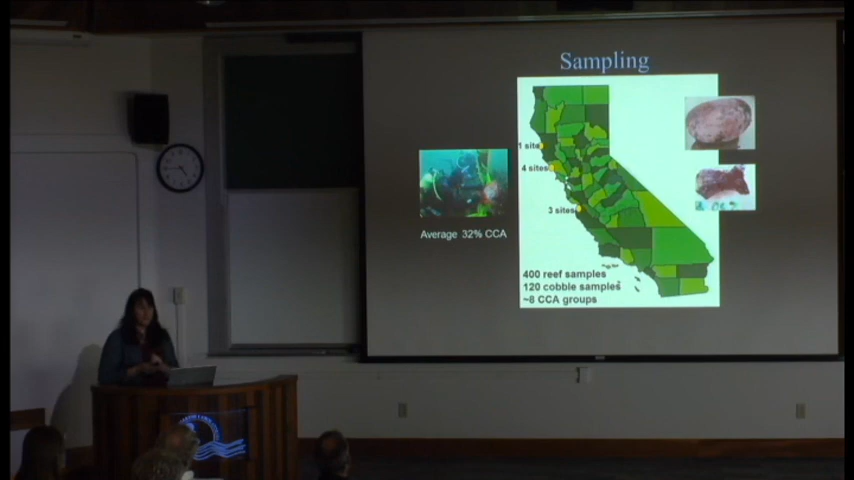 Sampling
1 site
4 sites
3 sites
Average 32% CCA
400 reef samples
120 cobble samples
~8 CCA groups